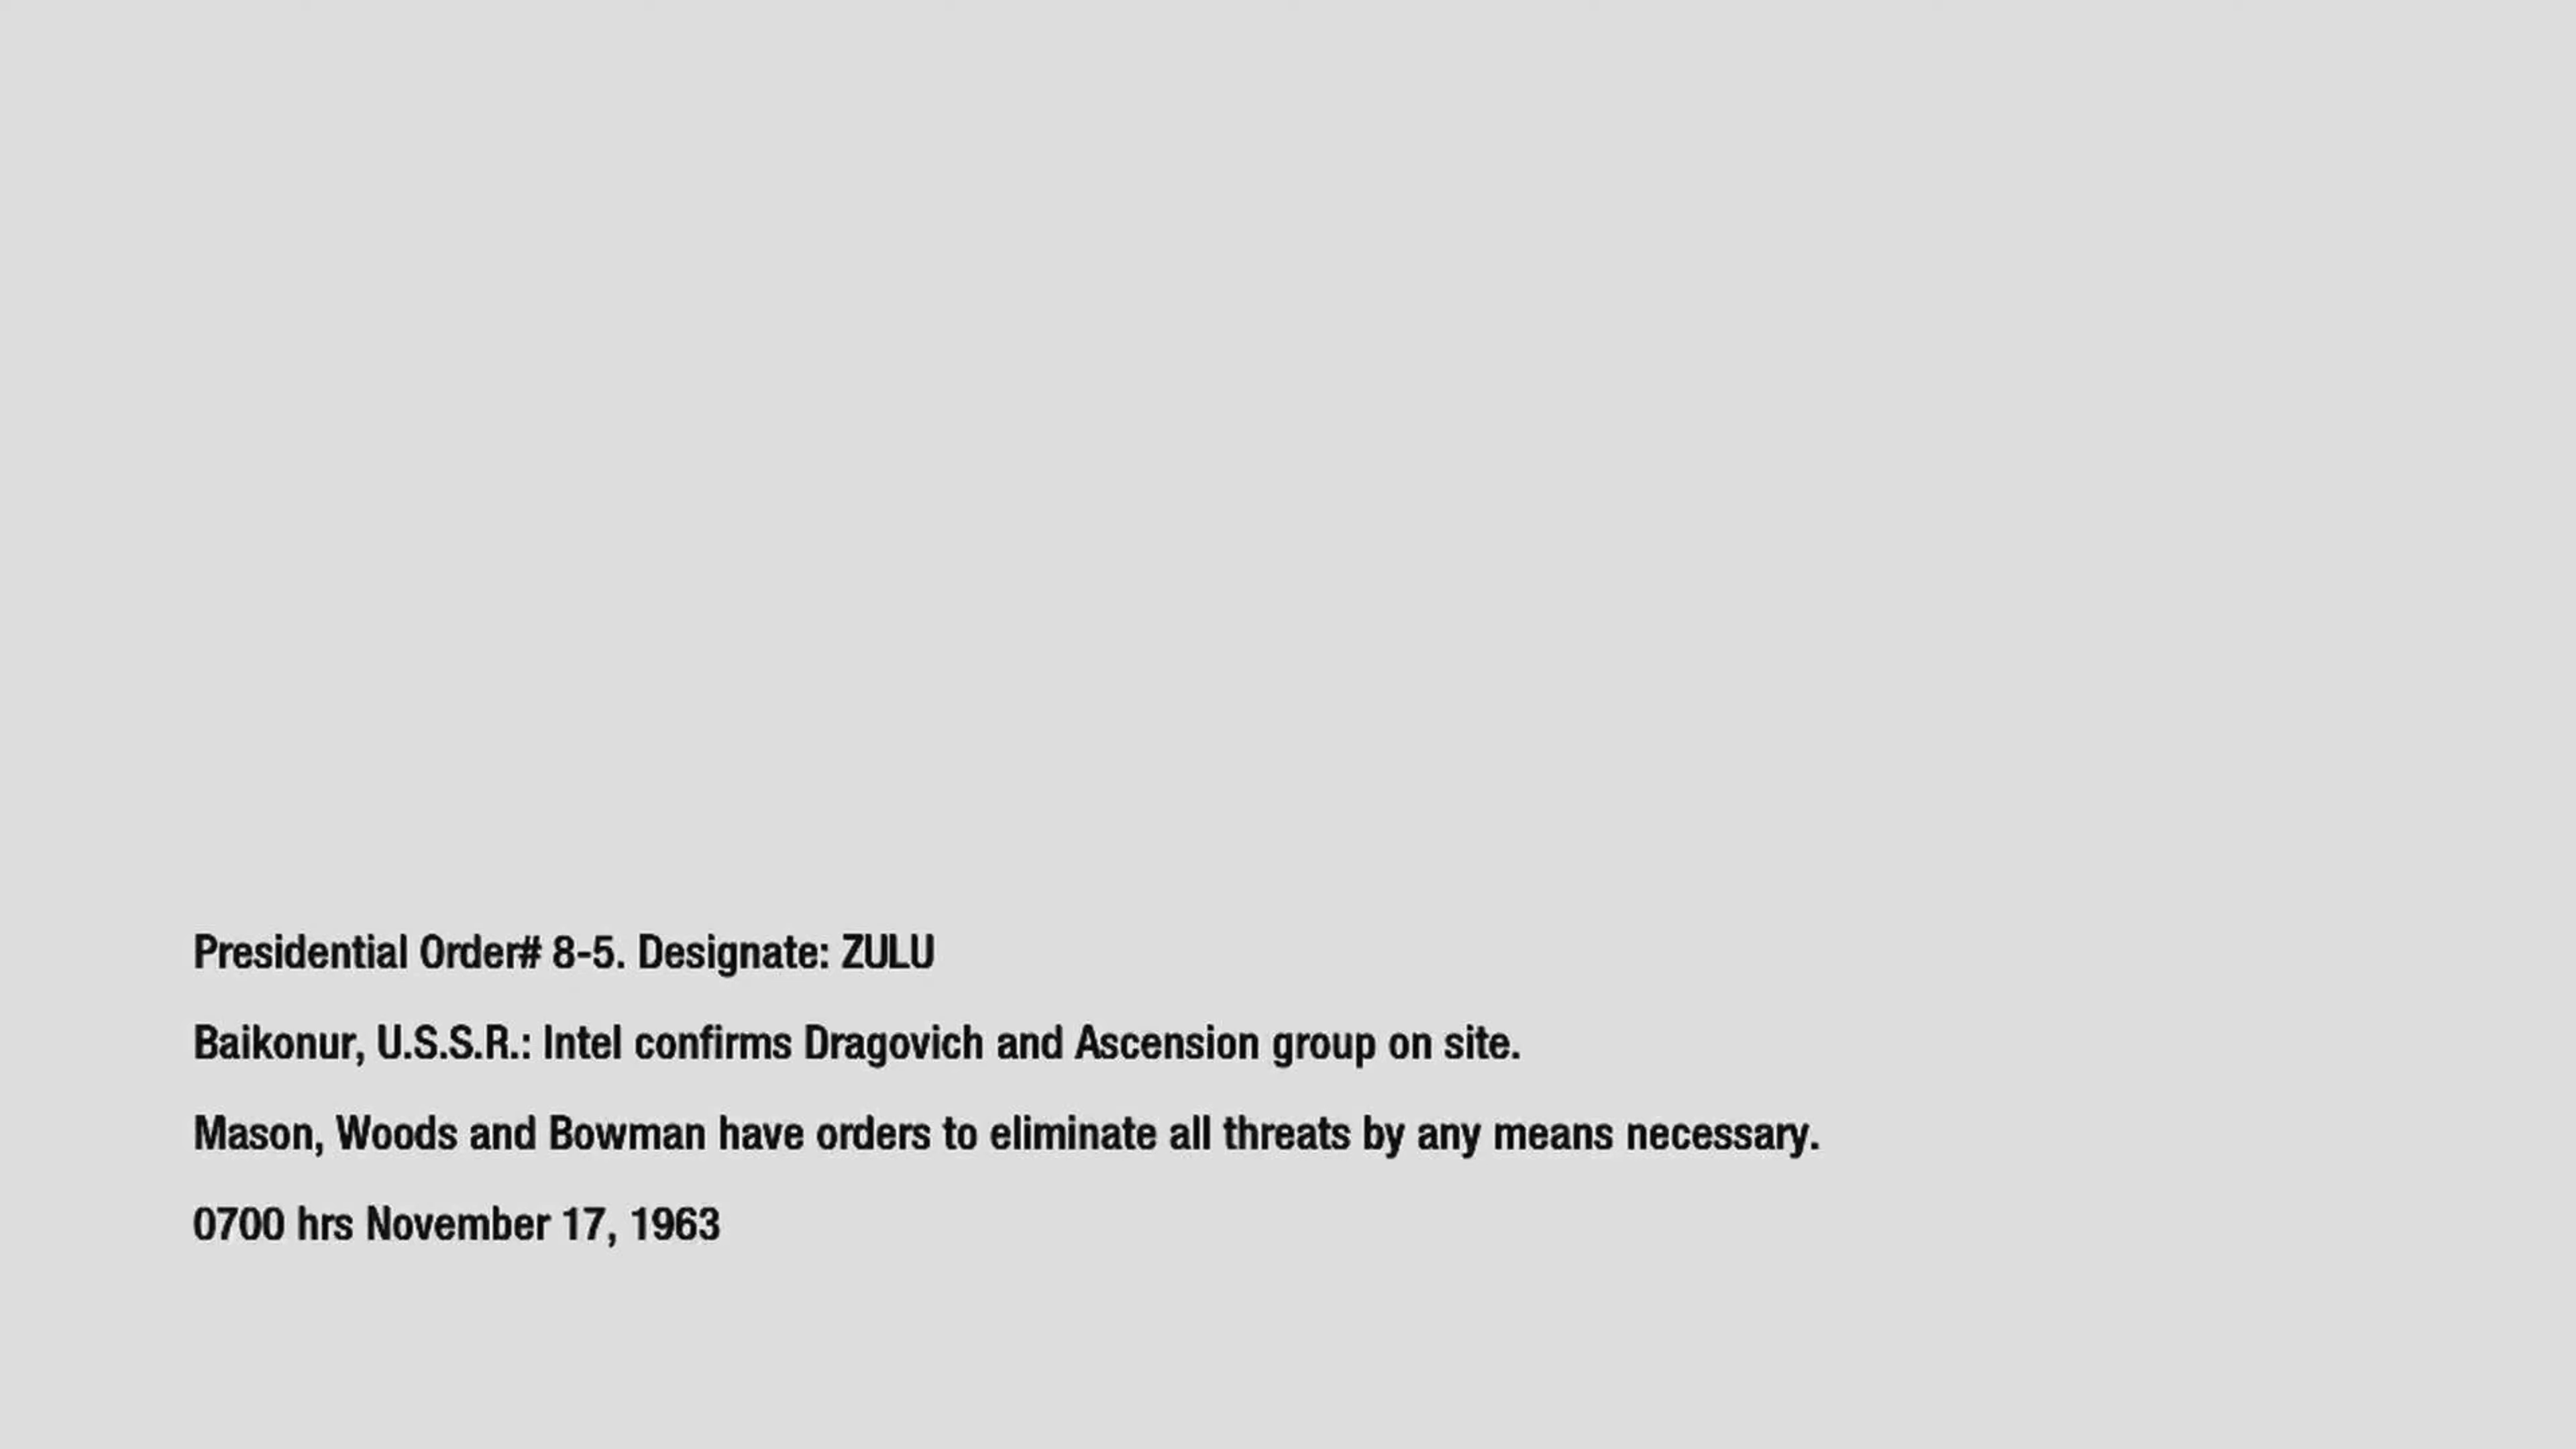 Presidential Order# 8-5. Designate: ZULU
Baikonur, U.S.S.R.: Intel confirms Dragovich and Ascension group on site.
Mason, Woods and Bowman have orders to eliminate all threats by any means necessary.
0700 hrs November 17, 1963